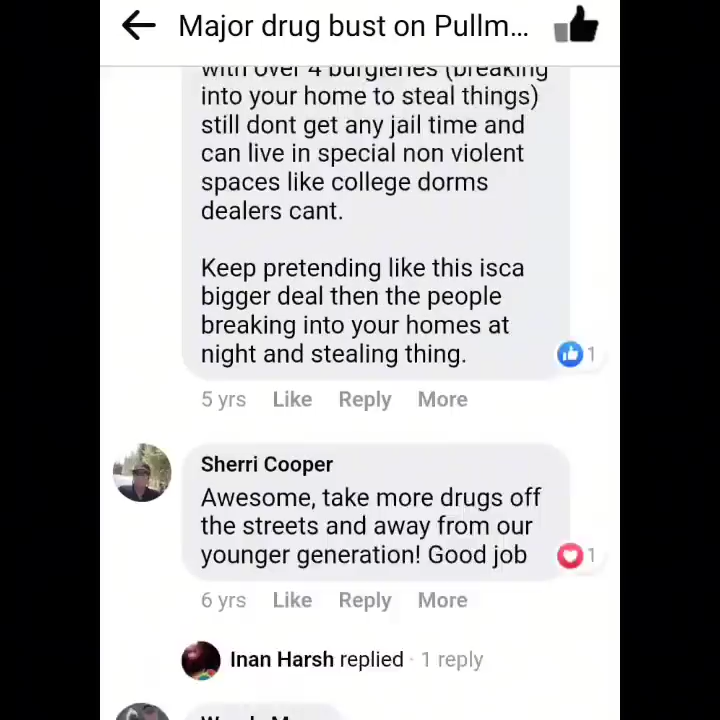 Major drug bust on Pullm...
with over 4 burgleries (breaking
into your home to steal things)
still dont get any jail time and
can live in special non violent
spaces like college dorms
dealers cant.
Keep pretending like this isca
bigger deal then the people
breaking into your homes at
night and stealing thing.
1
5 yrs Like Reply More
Sherri Cooper
Awesome, take more drugs off
the streets and away from our
younger generation! Good job
1
6 yrs Like Reply More
Inan Harsh replied · 1 reply